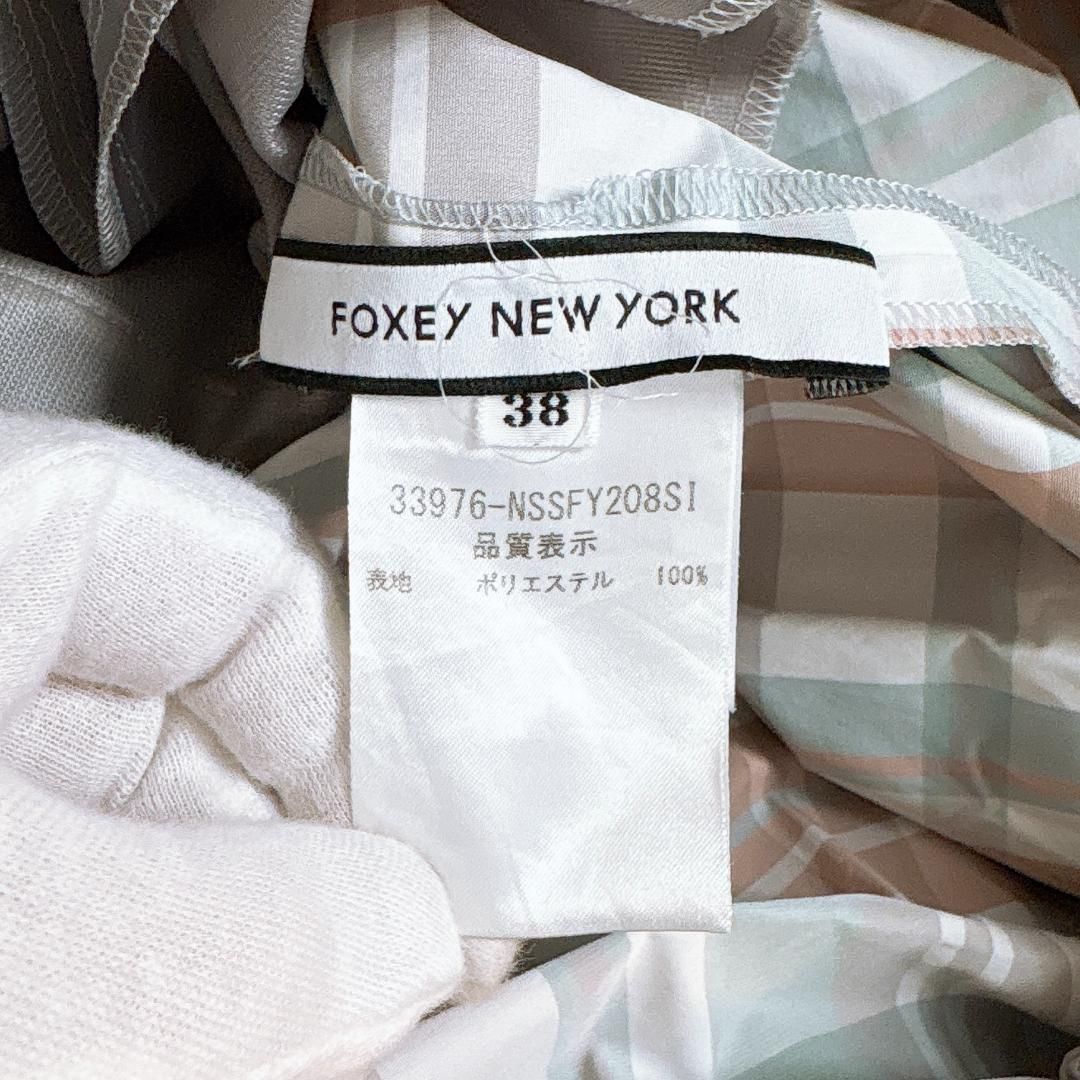 FOXEY NEW YORK
38
33976-NSSFY208SI
品質表示
表地 ポリエステル 100%